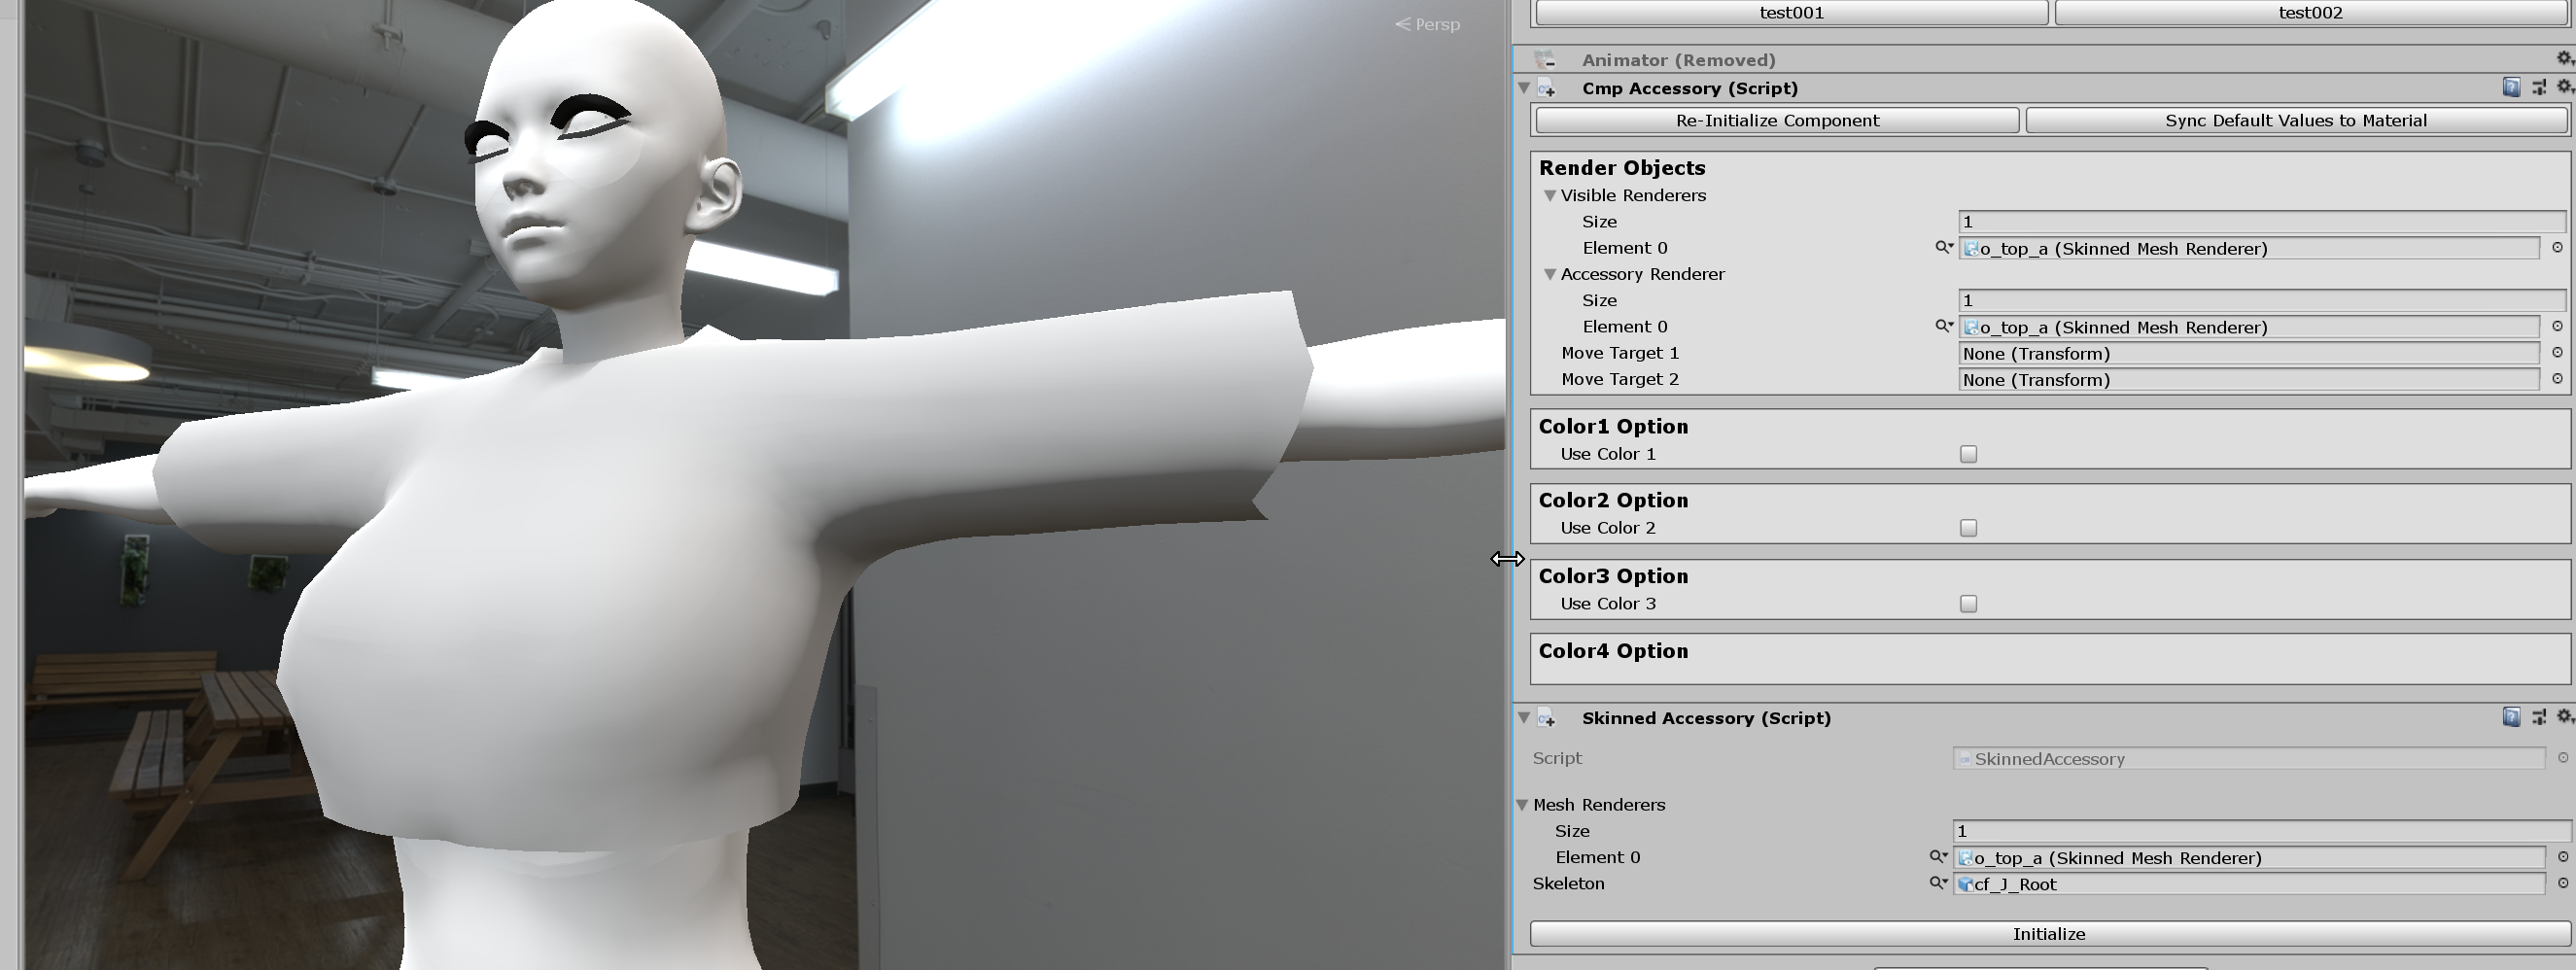 Persp
test001
test002
Animator (Removed)
Cmp Accessory (Script)
Re-Initialize Component
Sync Default Values to Material
Render Objects
Visible Renderers
Size
1
Element 0
o_top_a (Skinned Mesh Renderer)
Accessory Renderer
Size
1
Element 0
o_top_a (Skinned Mesh Renderer)
Move Target 1
None (Transform)
Move Target 2
None (Transform)
Color1 Option
Use Color 1
Color2 Option
Use Color 2
Color3 Option
Use Color 3
Color4 Option
Skinned Accessory (Script)
Script
SkinnedAccessory
Mesh Renderers
Size
1
Element 0
o_top_a (Skinned Mesh Renderer)
Skeleton
cf_J_Root
Initialize